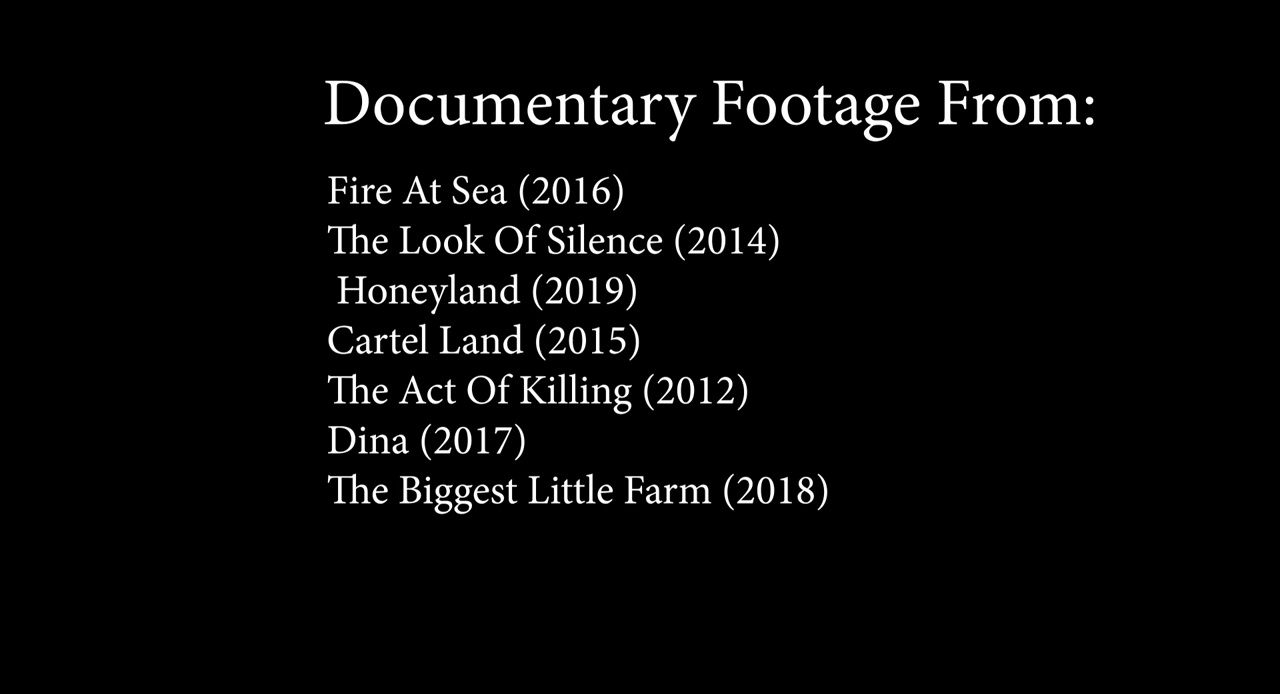 Documentary Footage From:
Fire At Sea (2016)
The Look Of Silence (2014)
Honeyland (2019)
Cartel Land (2015)
The Act Of Killing (2012)
Dina (2017)
The Biggest Little Farm (2018)